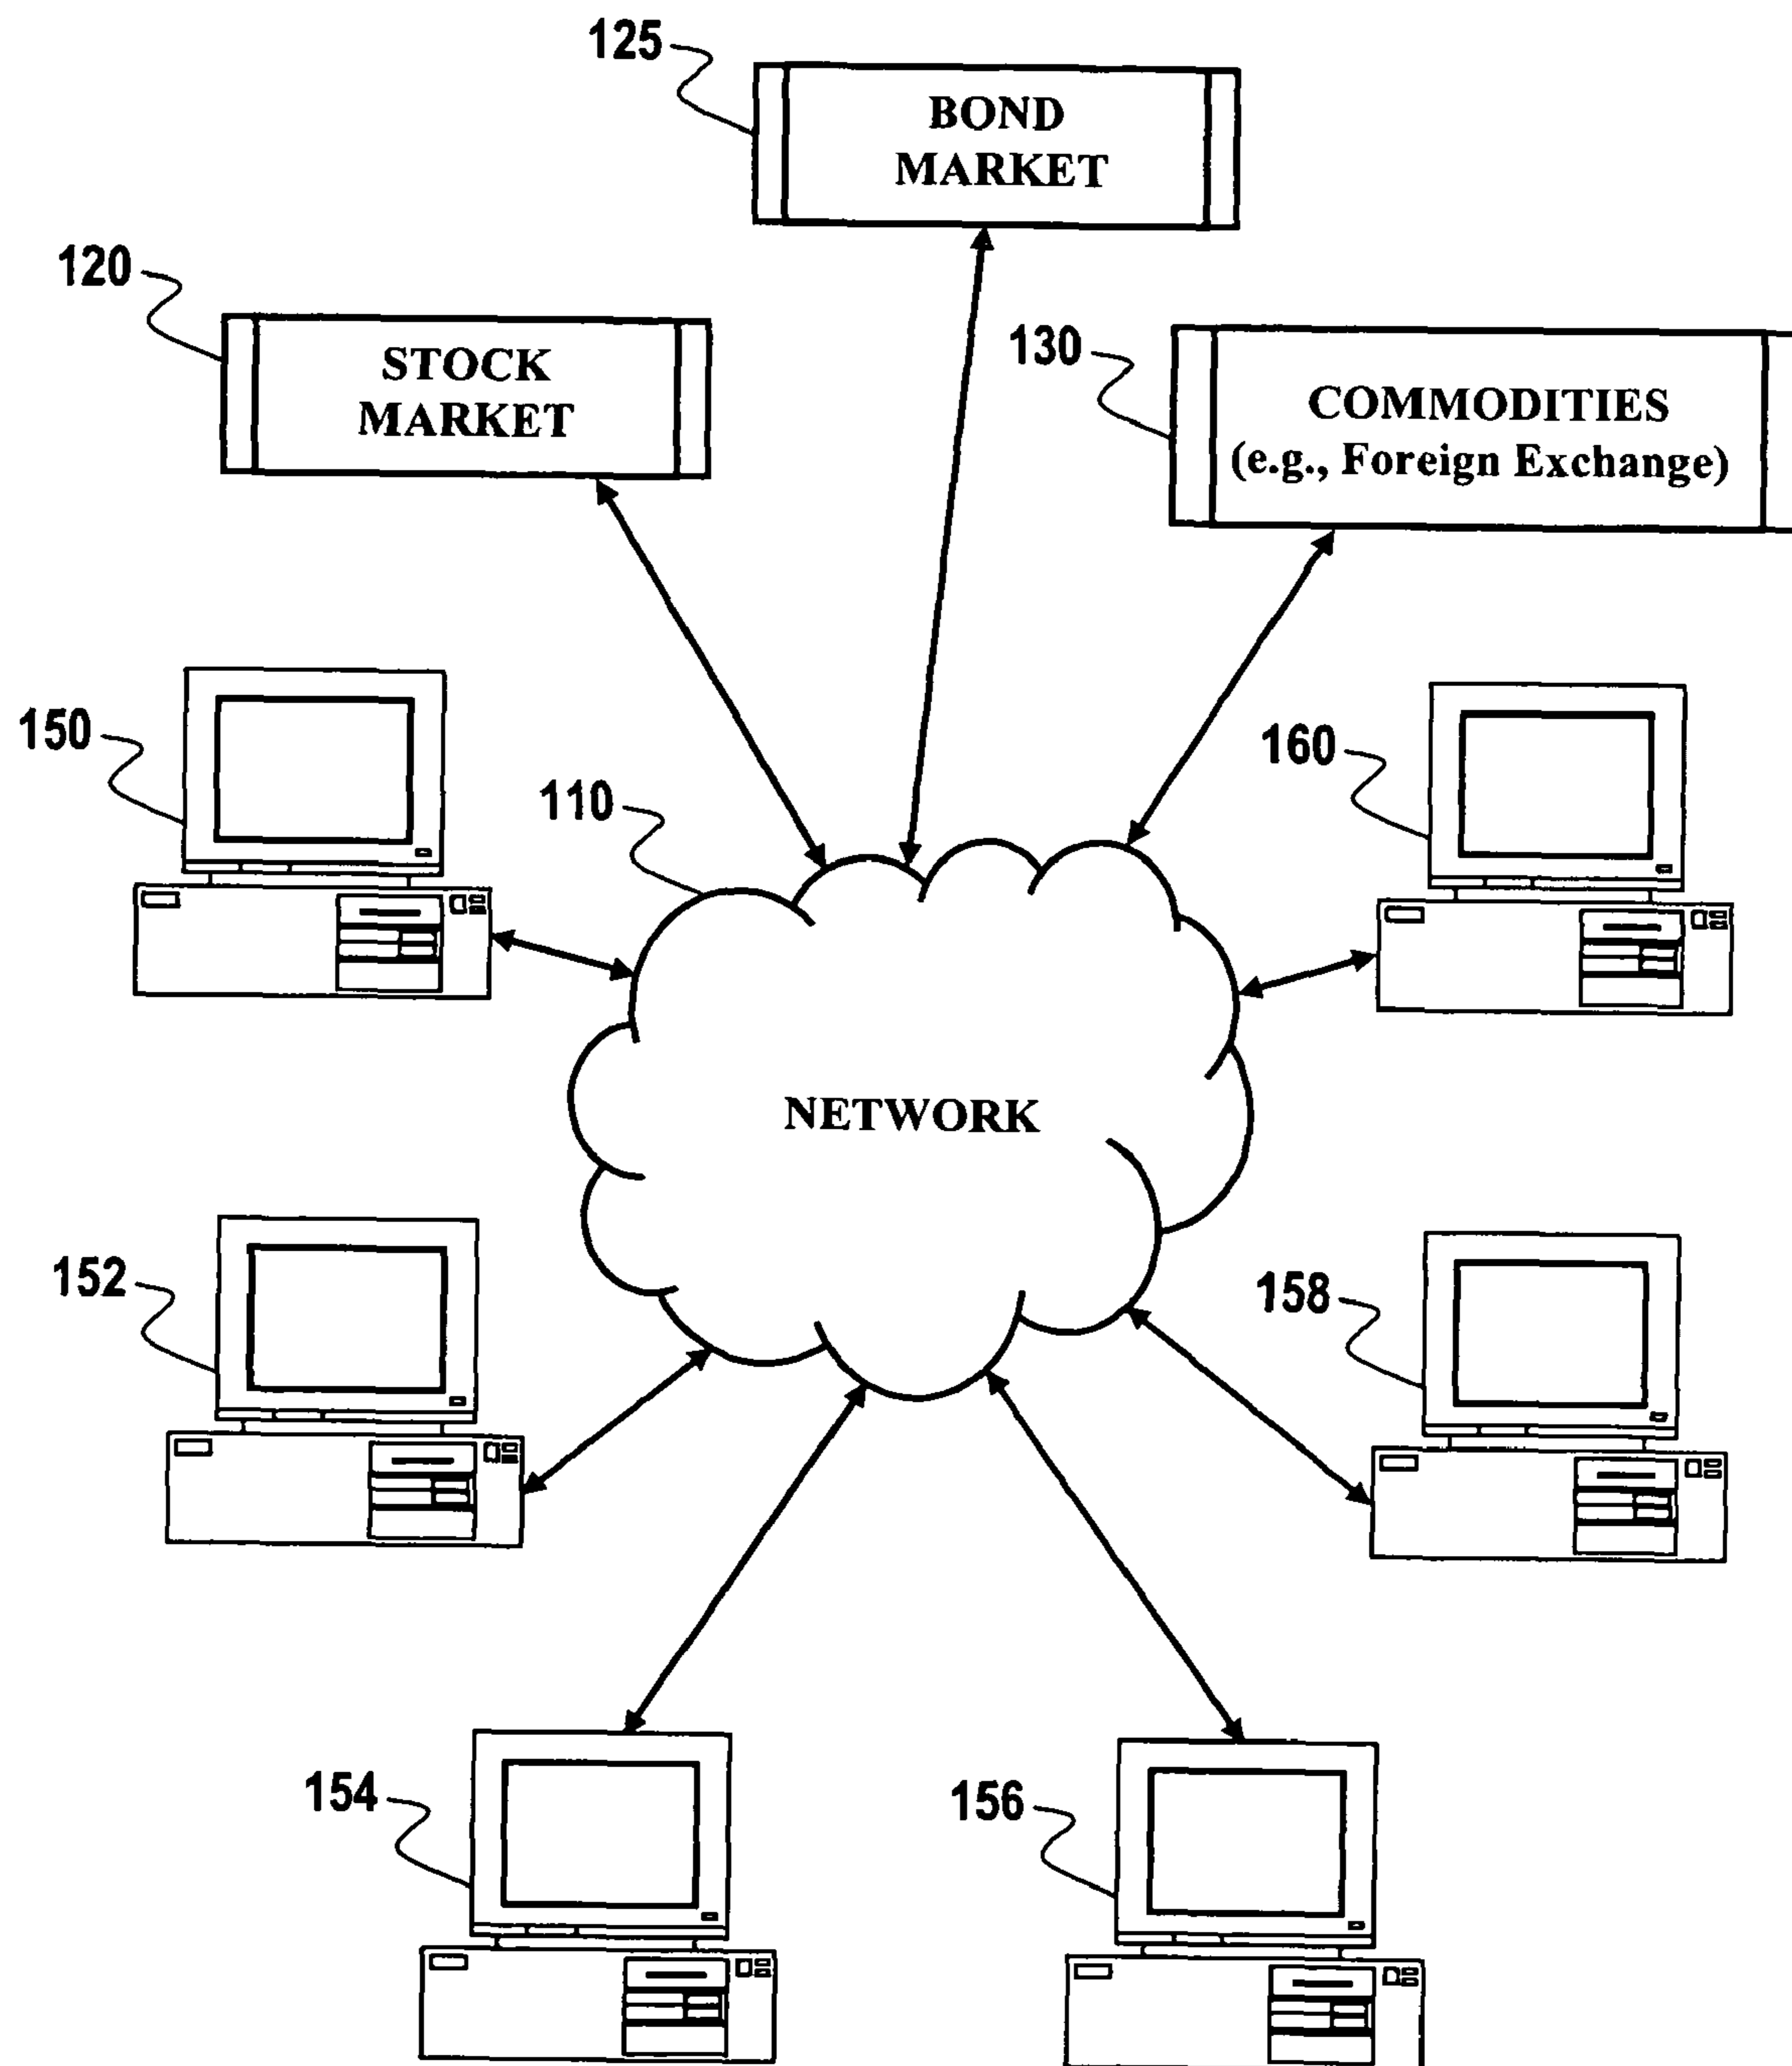 125
BOND
MARKET
120
STOCK
MARKET
130
COMMODITIES
(e.g., Foreign Exchange)
150
110
160
NETWORK
152
158
154
156